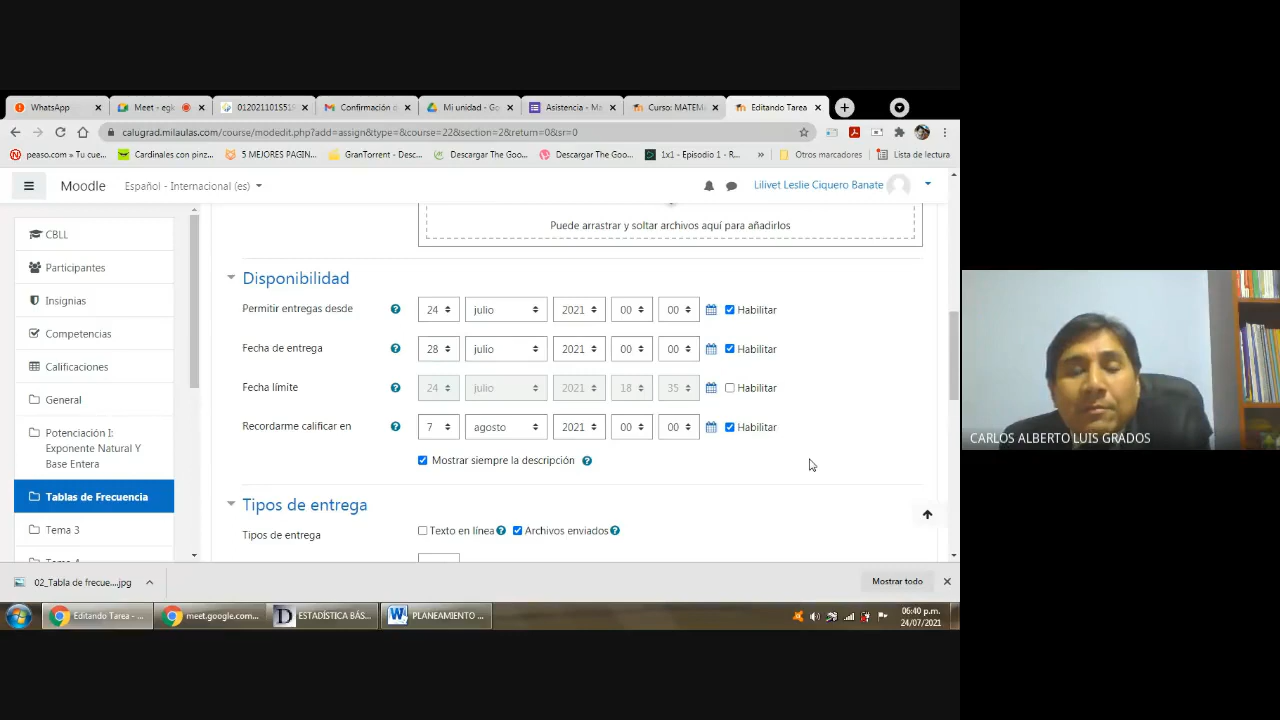 WhatsApp
Meet - egk
012021101S515
Confirmación d
Mi unidad - Go
Asistencia - Ma
Curso: MATEM
Editando Tarea
calugrad.milaulas.com/course/modedit.php?add=assign&type=&course=22&section=2&return=0&sr=0
peaso.com » Tu cue...
Cardinales con pinz...
5 MEJORES PAGIN...
GranTorrent - Desc...
Descargar The Goo...
Descargar The Goo...
1x1 - Episodio 1 - R...
»
Otros marcadores
Lista de lectura
Moodle
Español - Internacional (es)
Lilivet Leslie Ciquero Banate
CBLL
Participantes
Insignias
Competencias
Calificaciones
General
Potenciación I:
Exponente Natural Y
Base Entera
Tablas de Frecuencia
Tema 3
Puede arrastrar y soltar archivos aquí para añadirlos
Disponibilidad
Permitir entregas desde 24 julio 2021 00 00 Habilitar
Fecha de entrega 28 julio 2021 00 00 Habilitar
Fecha límite 24 julio 2021 18 35 Habilitar
Recordarme calificar en 7 agosto 2021 00 00 Habilitar
Mostrar siempre la descripción
Tipos de entrega
Tipos de entrega Texto en línea Archivos enviados
CARLOS ALBERTO LUIS GRADOS
02_Tabla de frecue....jpg
Mostrar todo
Editando Tarea - ...
meet.google.com...
ESTADÍSTICA BÁS...
PLANEAMIENTO ...
06:40 p.m.
24/07/2021